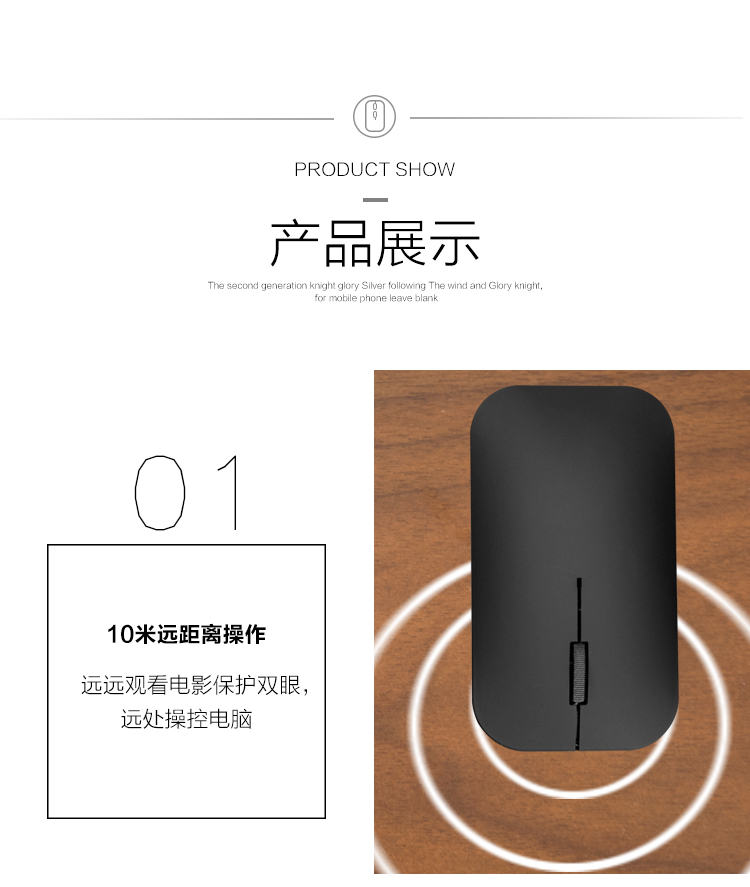 PRODUCT SHOW
产品展示
The second generation knight glory Silver following The wind and Glory knight,
for mobile phone leave blank
01
10米远距离操作
远远观看电影保护双眼，
远处操控电脑